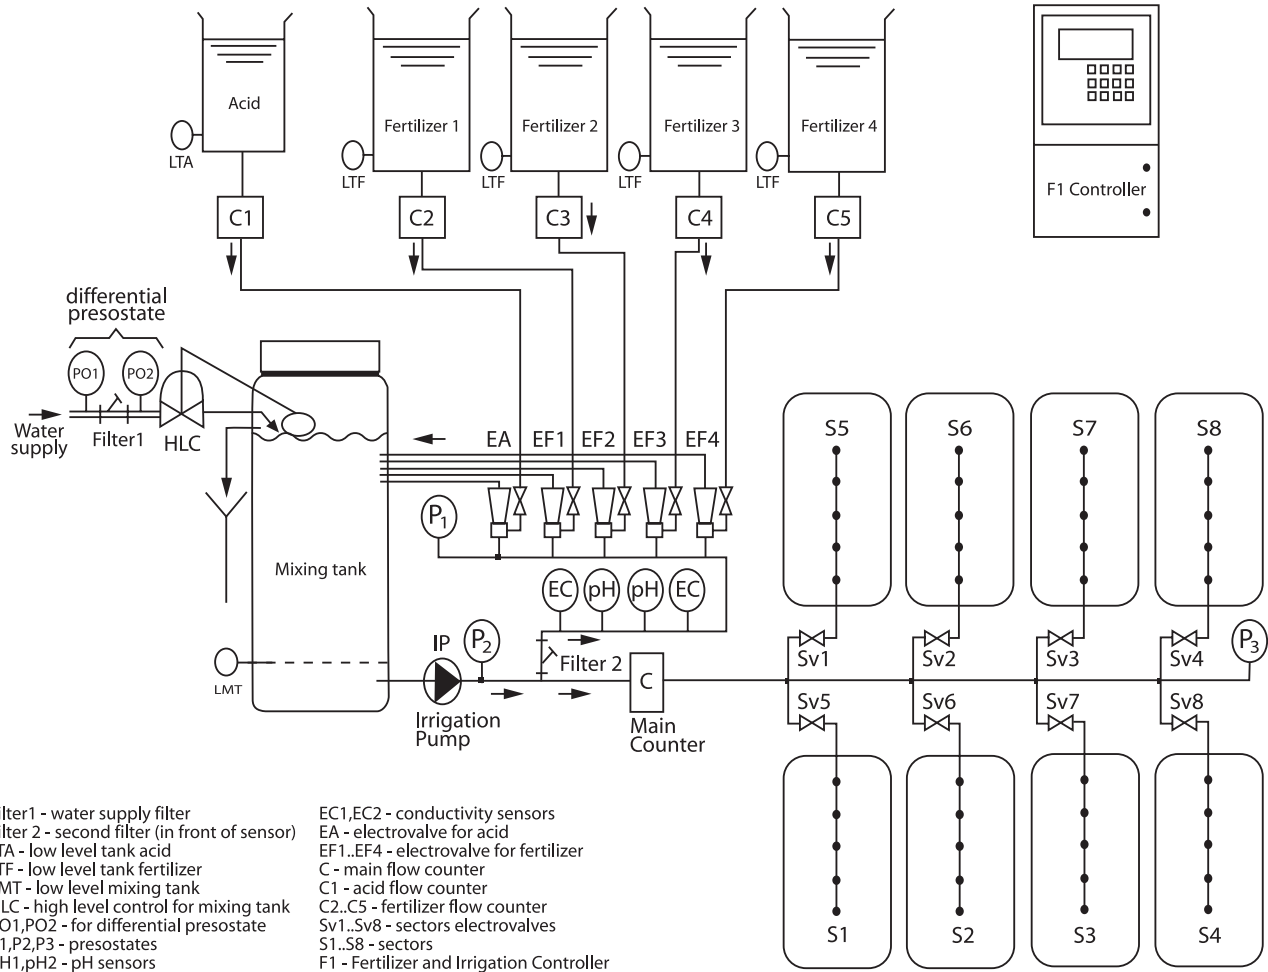 Acid
Fertilizer 1
Fertilizer 2
Fertilizer 3
Fertilizer 4
LTA
LTF
LTF
LTF
LTF
C1
C2
C3
C4
C5
F1 Controller
differential
presostate
PO1
PO2
Water
supply
Filter1
HLC
EA
EF1
EF2
EF3
EF4
P1
Mixing tank
EC
pH
pH
EC
LMT
IP
P2
Filter 2
Irrigation
Pump
C
Main
Counter
S5
S6
S7
S8
Sv1
Sv2
Sv3
Sv4
P3
Sv5
Sv6
Sv7
Sv8
S1
S2
S3
S4
ilter1 - water supply filter
ilter 2 - second filter (in front of sensor)
TA - low level tank acid
TF - low level tank fertilizer
MT - low level mixing tank
LC - high level control for mixing tank
O1,PO2 - for differential presostate
1,P2,P3 - presostates
H1,pH2 - pH sensors
EC1,EC2 - conductivity sensors
EA - electrovalve for acid
EF1..EF4 - electrovalve for fertilizer
C - main flow counter
C1 - acid flow counter
C2..C5 - fertilizer flow counter
Sv1..Sv8 - sectors electrovalves
S1..S8 - sectors
F1 - Fertilizer and Irrigation Controller